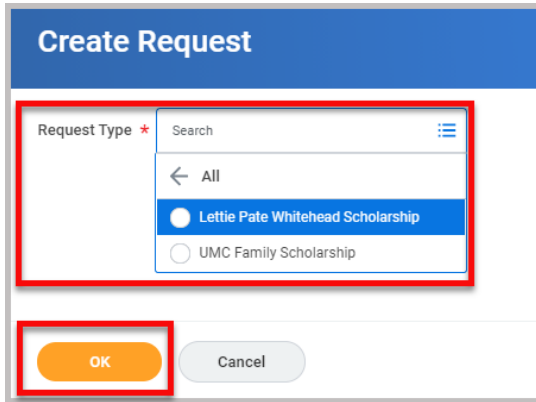 Create Request
Request Type * Search
All
Lettie Pate Whitehead Scholarship
UMC Family Scholarship
OK Cancel